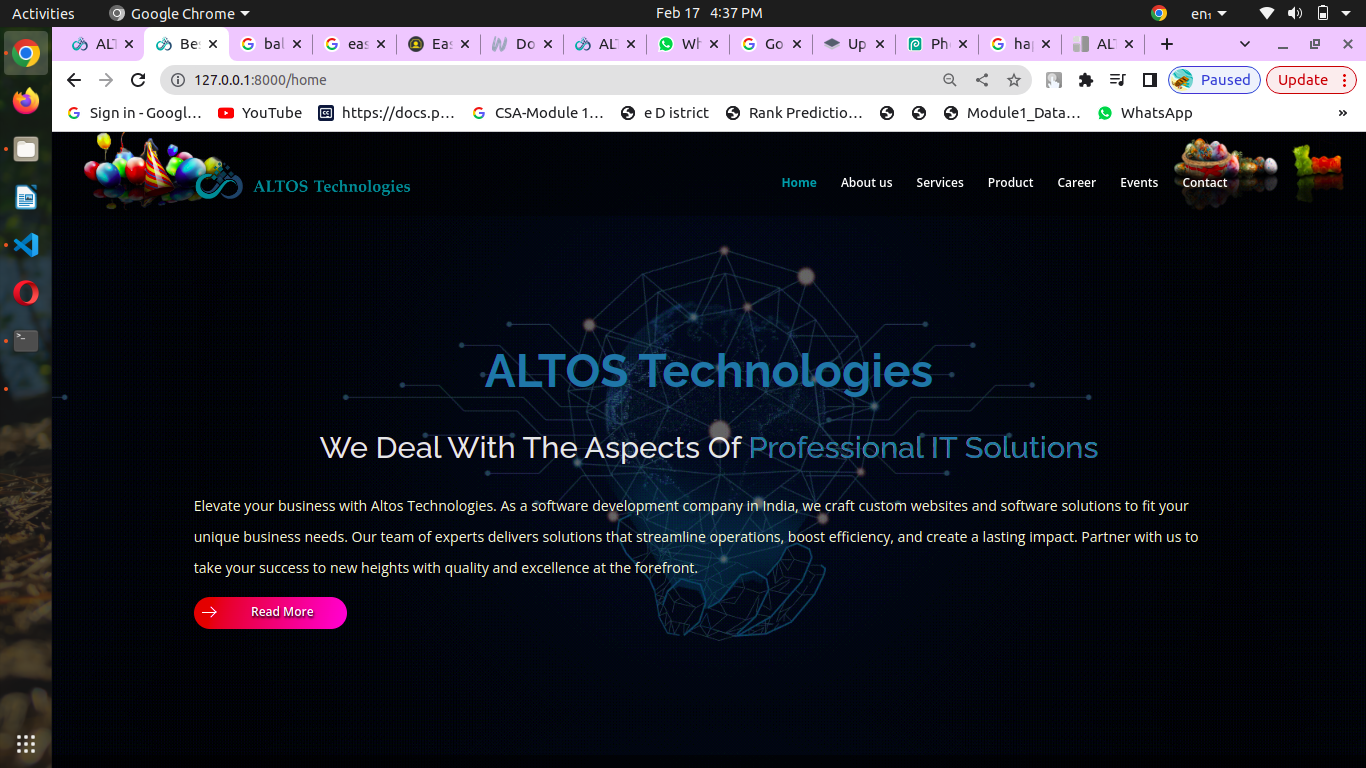 Activities
Google Chrome
Feb 17 4:37 PM
en₁
ALT
Bes
bal
eas
Eas
Do
ALT
Wh
Go
Up
Pho
hap
ALT
127.0.0.1:8000/home
Paused
Update
Sign in - Googl…
YouTube
https://docs.p…
CSA-Module 1…
e D istrict
Rank Predictio…
Module1_Data…
WhatsApp
»
ALTOS Technologies
Home
About us
Services
Product
Career
Events
Contact
ALTOS Technologies
We Deal With The Aspects Of Professional IT Solutions
Elevate your business with Altos Technologies. As a software development company in India, we craft custom websites and software solutions to fit your
unique business needs. Our team of experts delivers solutions that streamline operations, boost efficiency, and create a lasting impact. Partner with us to
take your success to new heights with quality and excellence at the forefront.
Read More